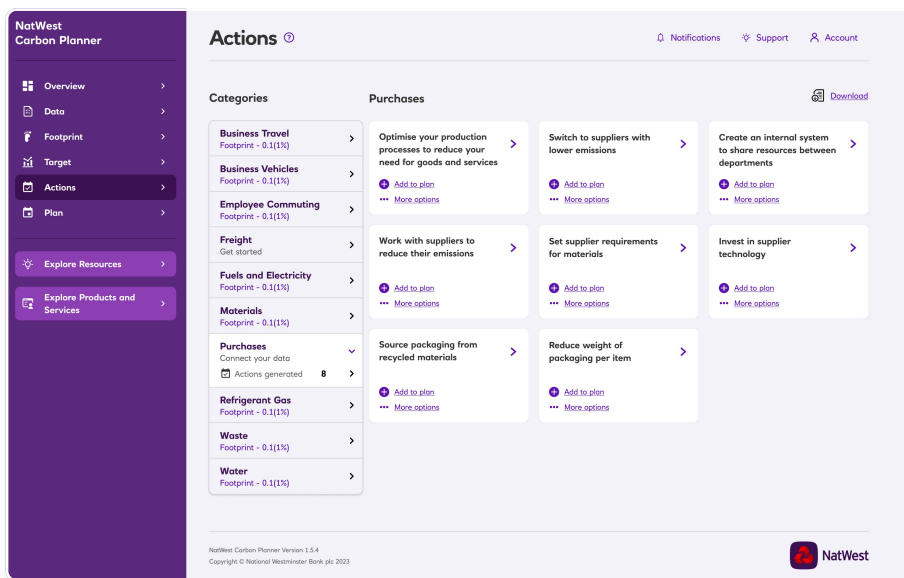 NatWest
Carbon Planner
Overview
Data
Footprint
Target
Actions
Plan
Explore Resources
Explore Products and
Services
Actions
Notifications
Support
Account
Categories
Business Travel
Footprint - 0.1(1%)
Business Vehicles
Footprint - 0.1(1%)
Employee Commuting
Footprint - 0.1(1%)
Freight
Get started
Fuels and Electricity
Footprint - 0.1(1%)
Materials
Footprint - 0.1(1%)
Purchases
Connect your data
Actions generated 8
Refrigerant Gas
Footprint - 0.1(1%)
Waste
Footprint - 0.1(1%)
Water
Footprint - 0.1(1%)
Purchases
Download
Optimise your production
processes to reduce your
need for goods and services
Add to plan
More options
Switch to suppliers with
lower emissions
Add to plan
More options
Create an internal system
to share resources between
departments
Add to plan
More options
Work with suppliers to
reduce their emissions
Add to plan
More options
Set supplier requirements
for materials
Add to plan
More options
Invest in supplier
technology
Add to plan
More options
Source packaging from
recycled materials
Add to plan
More options
Reduce weight of
packaging per item
Add to plan
More options
NatWest Carbon Planner Version 1.5.4
Copyright © National Westminster Bank plc 2023
NatWest